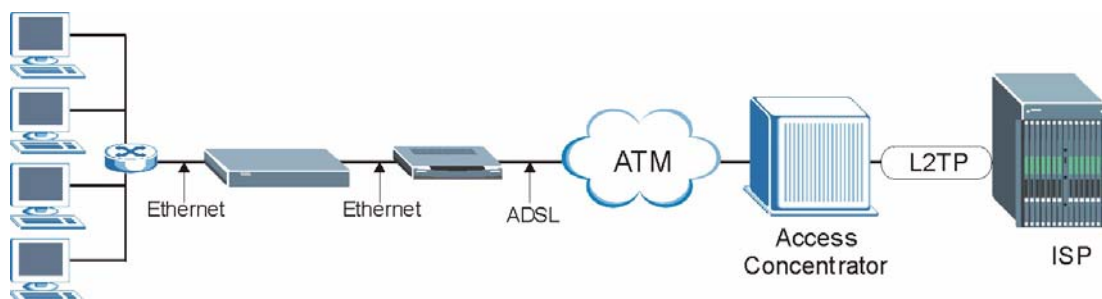 Ethernet
Ethernet
ADSL
ATM
Access
Concentrator
L2TP
ISP